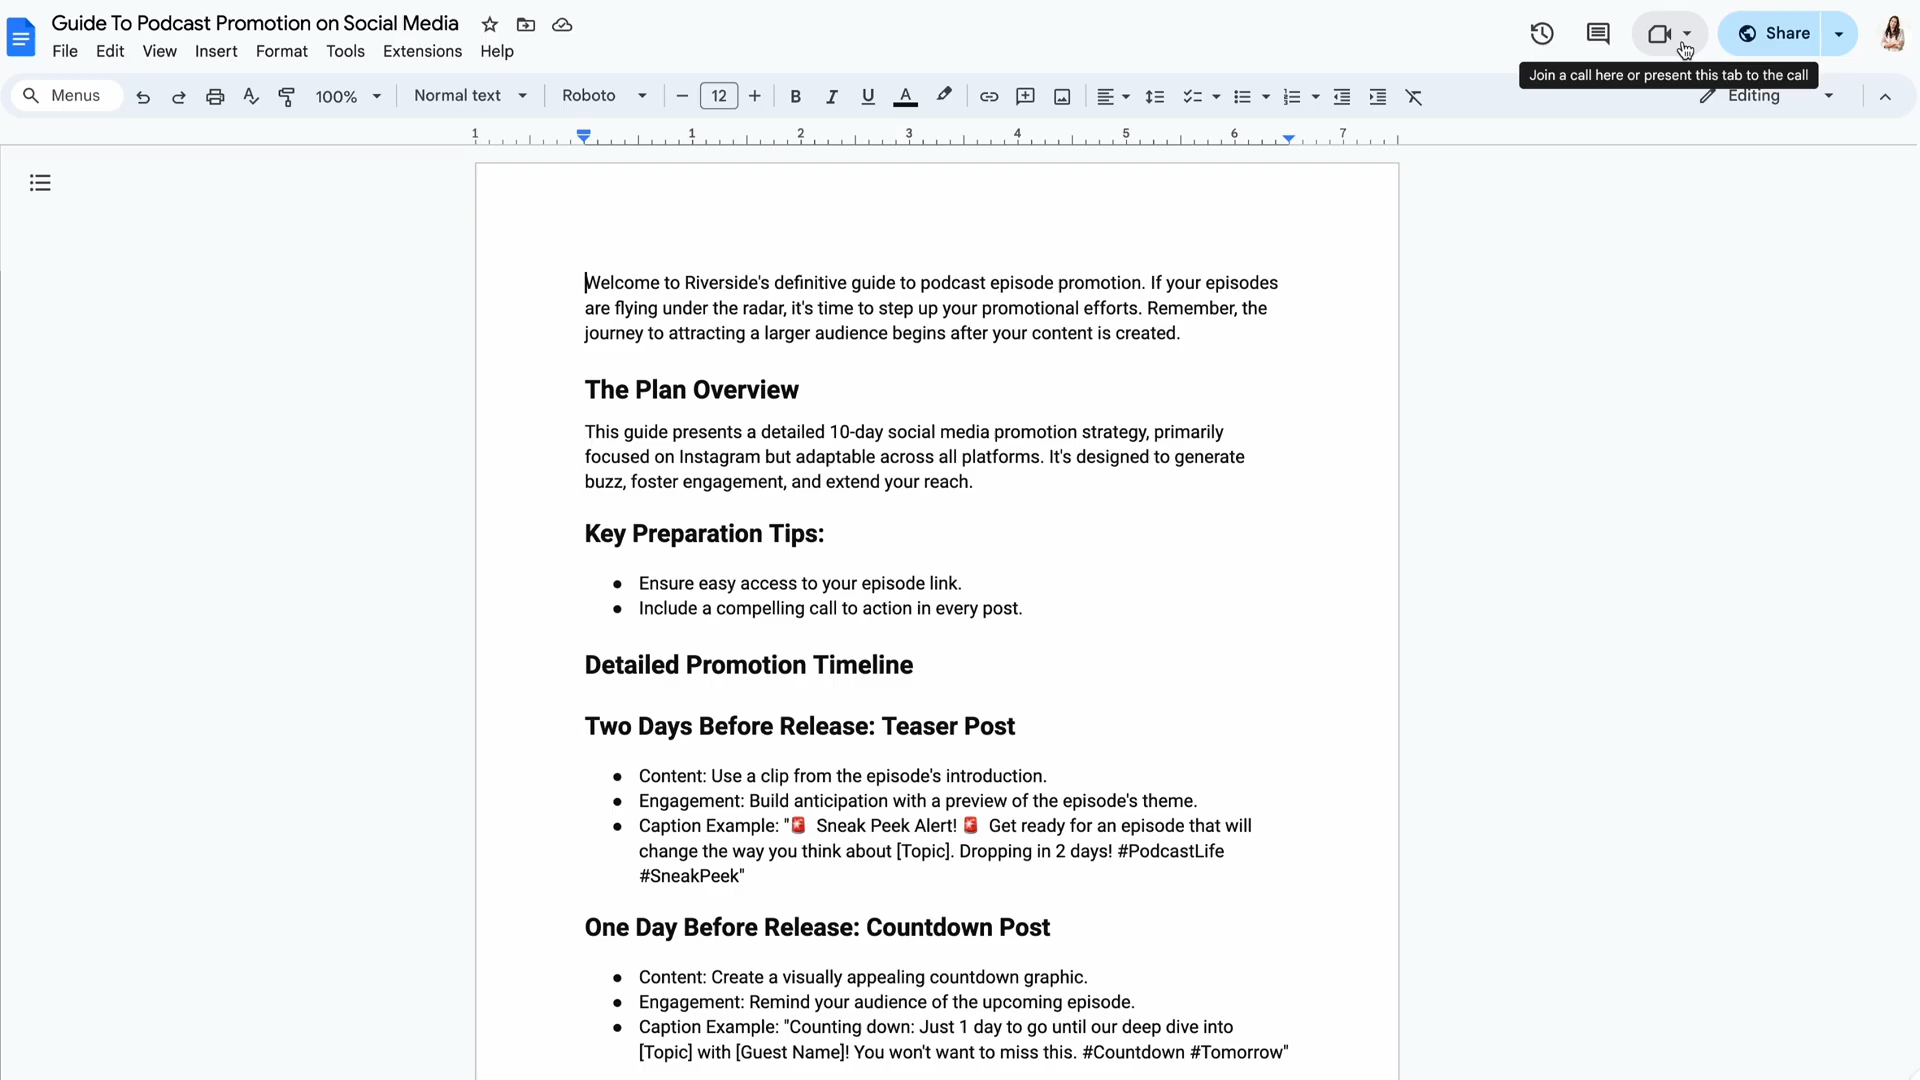 Guide To Podcast Promotion on Social Media
File Edit View Insert Format Tools Extensions Help
Share
Join a call here or present this tab to the call
Menus 100% Normal text Roboto 12 Editing
1 1 2 3 4 5 6 7
Welcome to Riverside's definitive guide to podcast episode promotion. If your episodes
are flying under the radar, it's time to step up your promotional efforts. Remember, the
journey to attracting a larger audience begins after your content is created.
The Plan Overview
This guide presents a detailed 10-day social media promotion strategy, primarily
focused on Instagram but adaptable across all platforms. It's designed to generate
buzz, foster engagement, and extend your reach.
Key Preparation Tips:
● Ensure easy access to your episode link.
● Include a compelling call to action in every post.
Detailed Promotion Timeline
Two Days Before Release: Teaser Post
● Content: Use a clip from the episode's introduction.
● Engagement: Build anticipation with a preview of the episode's theme.
● Caption Example: "🚨 Sneak Peek Alert! 🚨 Get ready for an episode that will
change the way you think about [Topic]. Dropping in 2 days! #PodcastLife
#SneakPeek"
One Day Before Release: Countdown Post
● Content: Create a visually appealing countdown graphic.
● Engagement: Remind your audience of the upcoming episode.
● Caption Example: "Counting down: Just 1 day to go until our deep dive into
[Topic] with [Guest Name]! You won't want to miss this. #Countdown #Tomorrow"